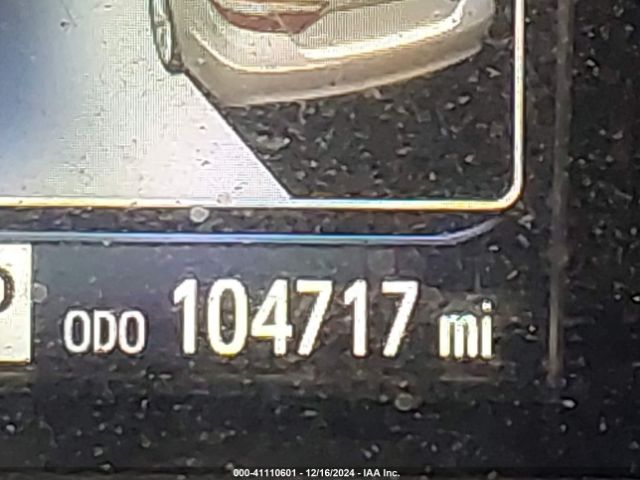 P
ODO 104717 mi
000-41110601 - 12/16/2024 - IAA Inc.